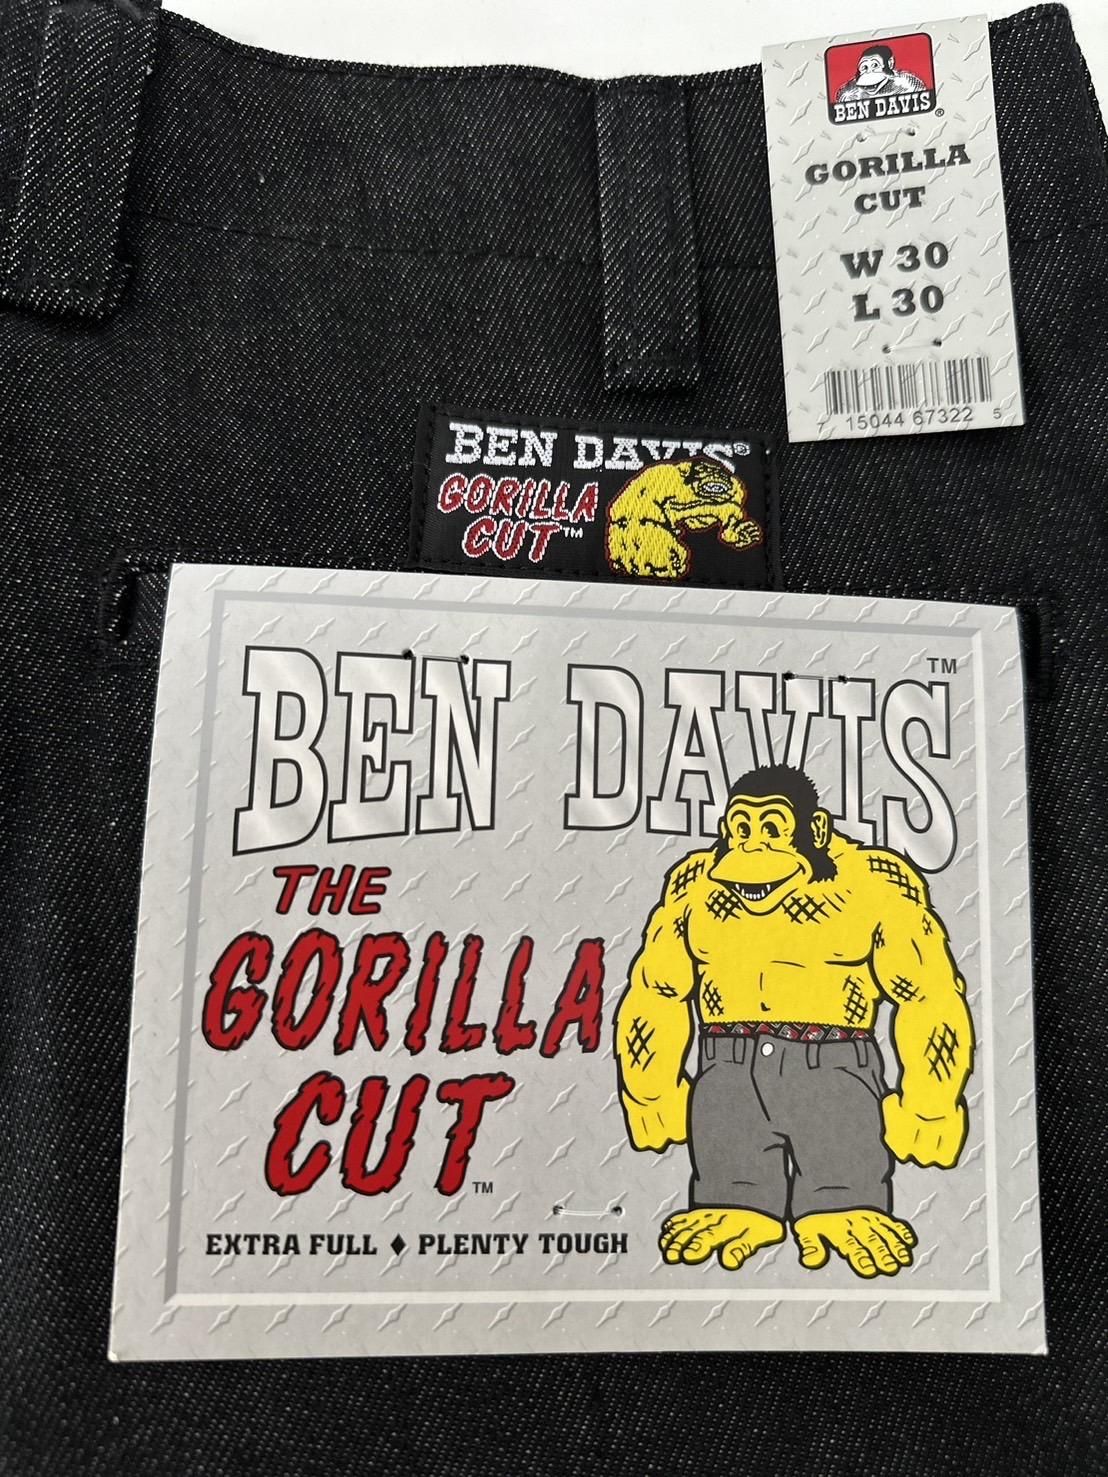 BEN DAVIS®
GORILLA
CUT
W 30
L 30
7 15044 67322 5
BEN DAVIS®
GORILLA
CUT™
BEN DAVIS™
THE
GORILLA
CUT™
EXTRA FULL ♦ PLENTY TOUGH